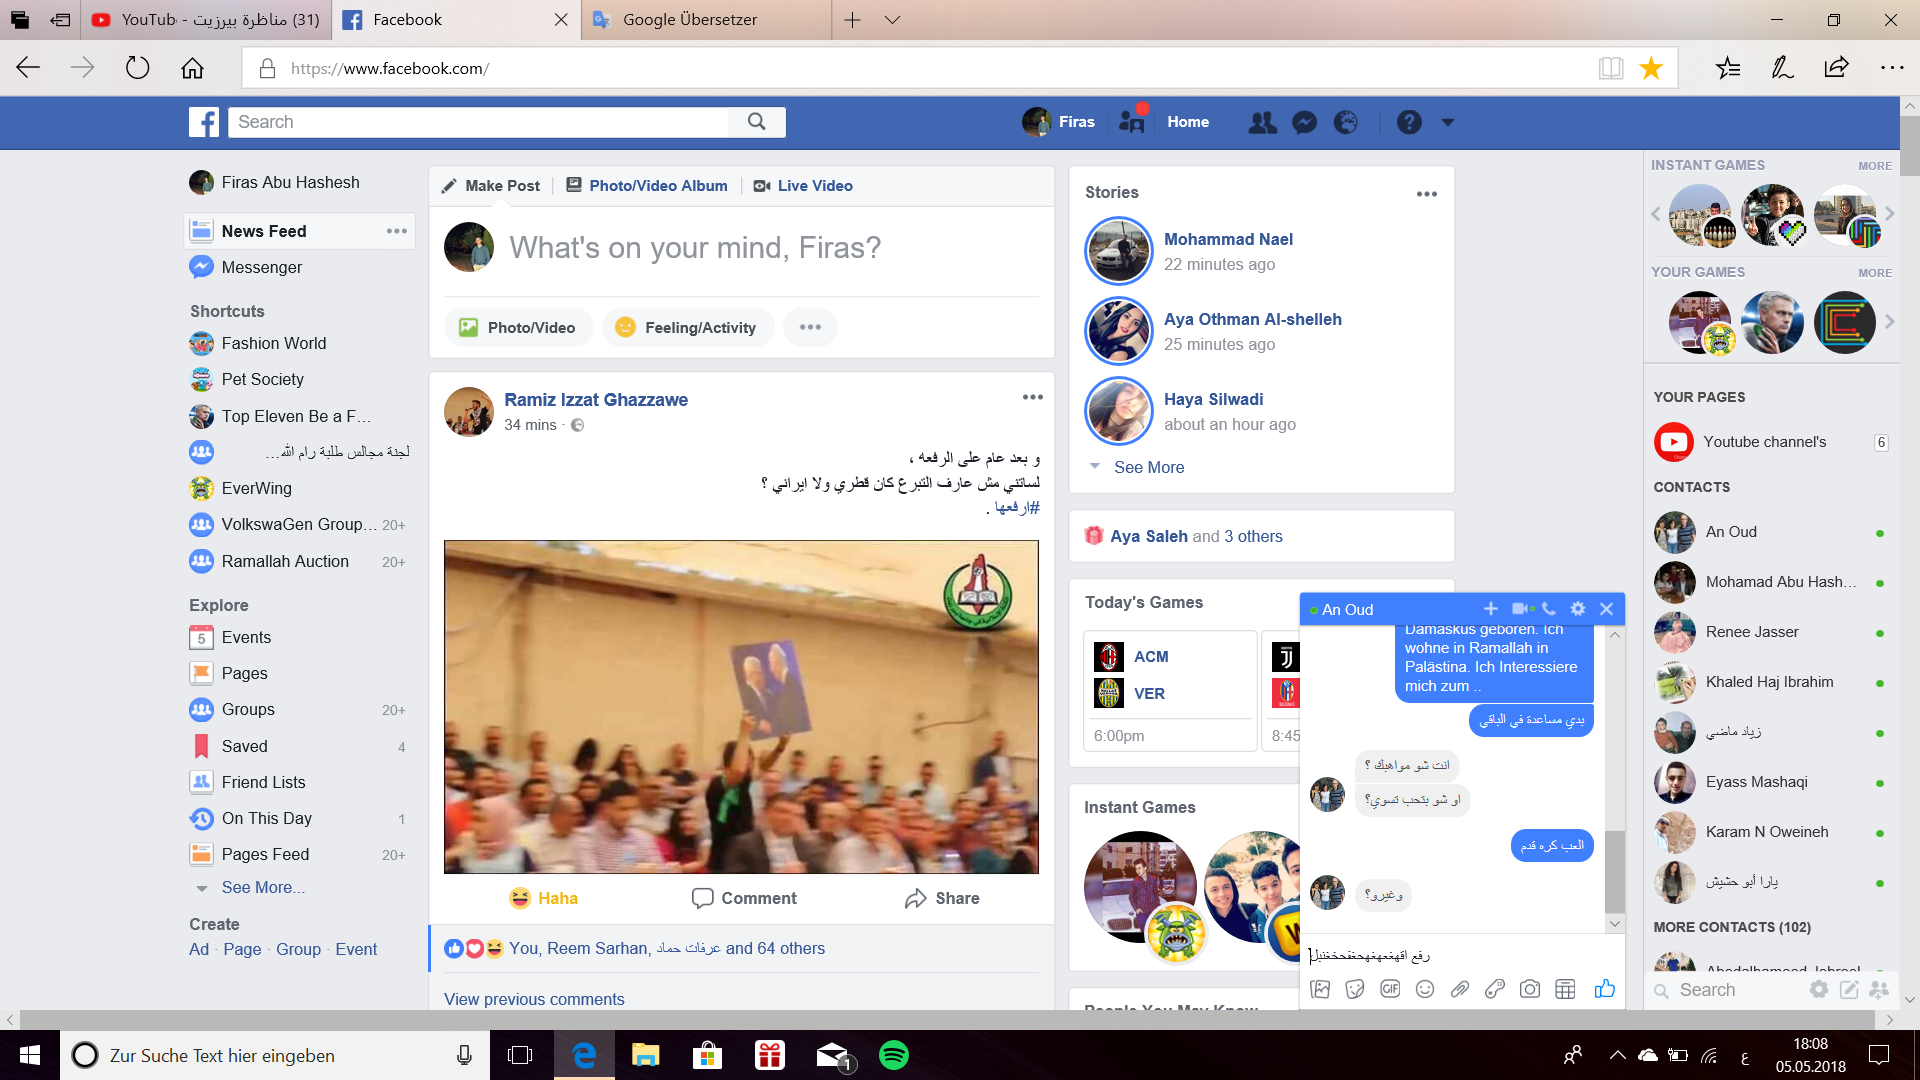 YouTub - مناظرة بيرزيت (31)
Facebook
Google Übersetzer
https://www.facebook.com/
Search
Firas
Home
Firas Abu Hashesh
News Feed
Messenger
Shortcuts
Fashion World
Pet Society
Top Eleven Be a F...
لجنة مجالس طلبة رام الله...
EverWing
VolkswaGen Group... 20+
Ramallah Auction 20+
Explore
5 Events
Pages
Groups 20+
Saved 4
Friend Lists
On This Day 1
Pages Feed 20+
See More...
Create
Ad · Page · Group · Event
Make Post
Photo/Video Album
Live Video
What's on your mind, Firas?
Photo/Video
Feeling/Activity
Ramiz Izzat Ghazzawe
34 mins ·
و بعد عام على الرفعه ،
لساتني مش عارف التبرع كان قطري ولا ايراني ؟
#ارفعها .
Haha
Comment
Share
You, Reem Sarhan, عرفات حماد and 64 others
View previous comments
Stories
Mohammad Nael
22 minutes ago
Aya Othman Al-shelleh
25 minutes ago
Haya Silwadi
about an hour ago
See More
Aya Saleh and 3 others
Today's Games
ACM
VER
6:00pm
8:45
Instant Games
People You May Know
An Oud
Damaskus geboren. Ich
wohne in Ramallah in
Palästina. Ich Interessiere
mich zum ..
بدي مساعدة في الباقي
انت شو مواهبك ؟
او شو بتحب تسوي؟
العب كره قدم
وغيرو؟
GIF
INSTANT GAMES
MORE
YOUR GAMES
MORE
YOUR PAGES
Youtube channel's 6
CONTACTS
An Oud
Mohamad Abu Hash...
Renee Jasser
Khaled Haj Ibrahim
زياد ماضي
Eyass Mashaqi
Karam N Oweineh
يارا أبو حشيش
MORE CONTACTS (102)
Abedalhameed Jebreel
Search
Zur Suche Text hier eingeben
1
ع
18:08
05.05.2018